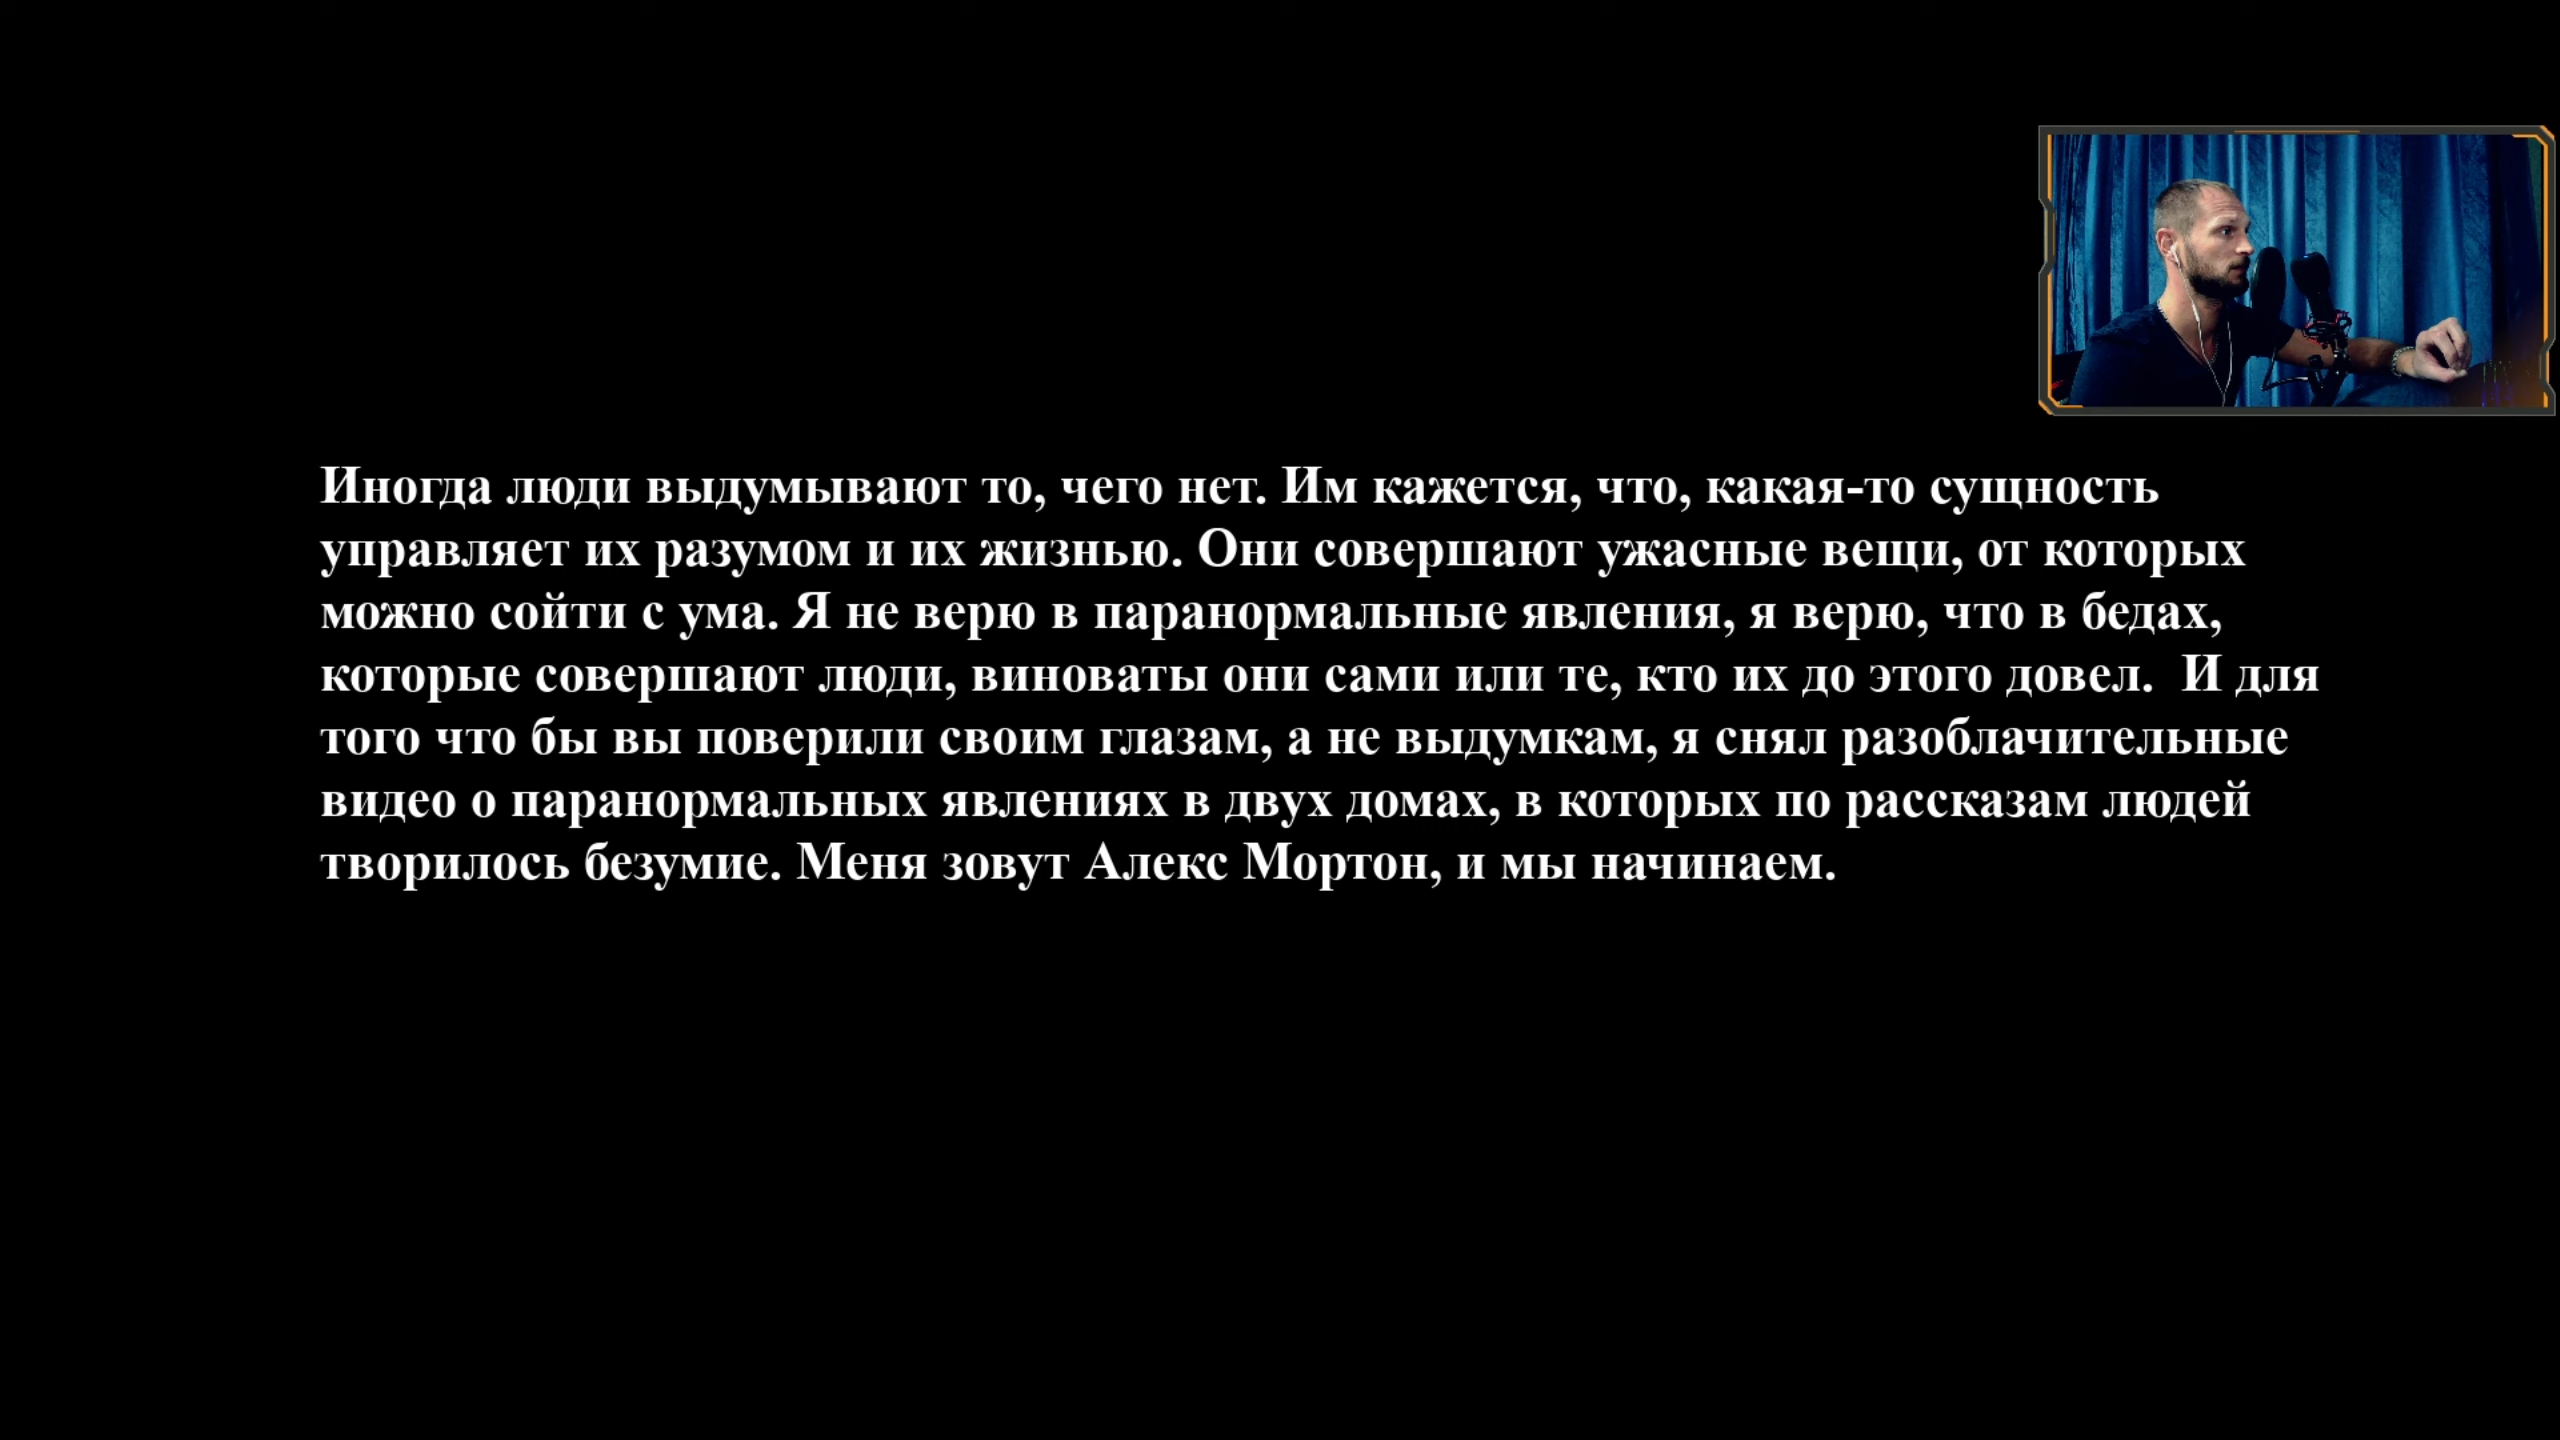 Иногда люди выдумывают то, чего нет. Им кажется, что, какая-то сущность
управляет их разумом и их жизнью. Они совершают ужасные вещи, от которых
можно сойти с ума. Я не верю в паранормальные явления, я верю, что в бедах,
которые совершают люди, виноваты они сами или те, кто их до этого довел.  И для
того что бы вы поверили своим глазам, а не выдумкам, я снял разоблачительные
видео о паранормальных явлениях в двух домах, в которых по рассказам людей
творилось безумие. Меня зовут Алекс Мортон, и мы начинаем.